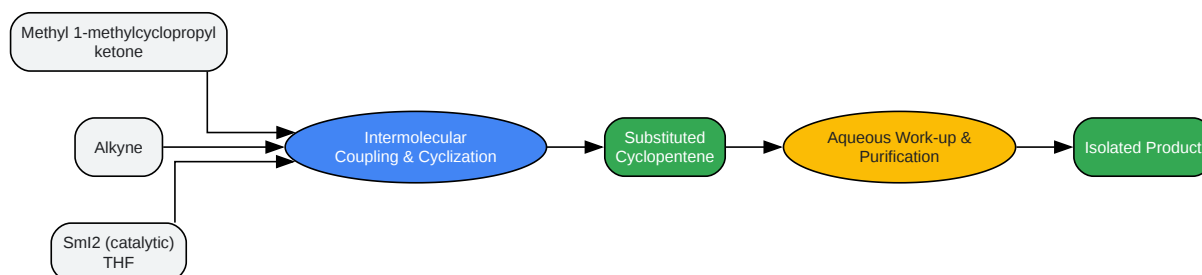 Methyl 1-methylcyclopropyl
ketone
Alkyne
SmI2 (catalytic)
THF
Intermolecular
Coupling & Cyclization
Substituted
Cyclopentene
Aqueous Work-up &
Purification
Isolated Product